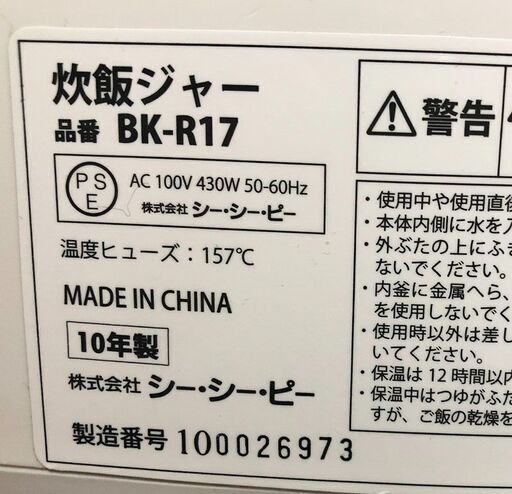 炊飯ジャー
品番 BK-R17
PSE
AC 100V 430W 50-60Hz
株式会社 シー・シー・ピー
温度ヒューズ：157℃
MADE IN CHINA
10年製
株式会社 シー・シー・ピー
製造番号 100026973
警告
・使用中や使用直後
・本体内側に水を入
・外ぶたの上にふき
ないでください。
・内釜に金属へら、
を使用しないでく
・使用時以外は差し
いてください。
・保温は12時間以内
・保温中はつゆがふた
すが、ご飯の乾燥を